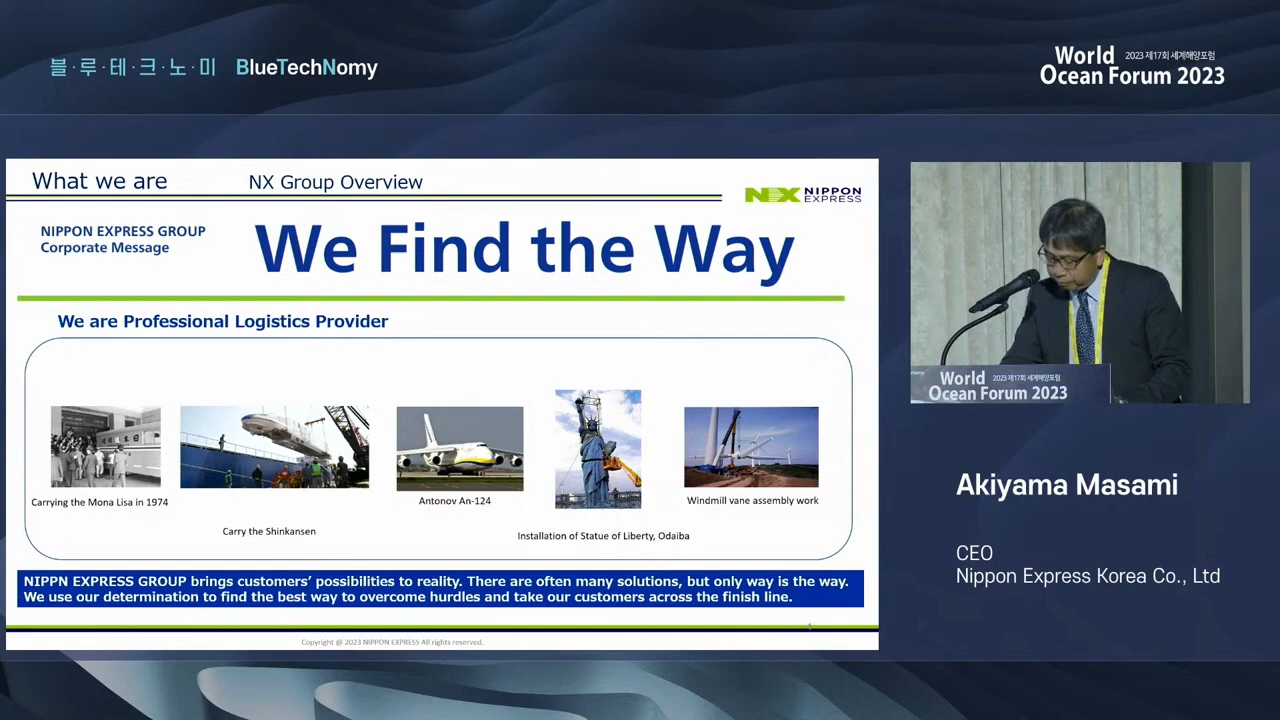 블·루·테·크·노·미 BlueTechNomy
World 2023 제17회 세계해양포럼
Ocean Forum 2023
What we are NX Group Overview
NX NIPPON
EXPRESS
NIPPON EXPRESS GROUP
Corporate Message
We Find the Way
We are Professional Logistics Provider
Carrying the Mona Lisa in 1974
Carry the Shinkansen
Antonov An-124
Installation of Statue of Liberty, Odaiba
Windmill vane assembly work
NIPPN EXPRESS GROUP brings customers’ possibilities to reality. There are often many solutions, but only way is the way.
We use our determination to find the best way to overcome hurdles and take our customers across the finish line.
Copyright @ 2023 NIPPON EXPRESS All rights reserved.
World 2023 제17회 세계해양포럼
Ocean Forum 2023
Akiyama Masami
CEO
Nippon Express Korea Co., Ltd